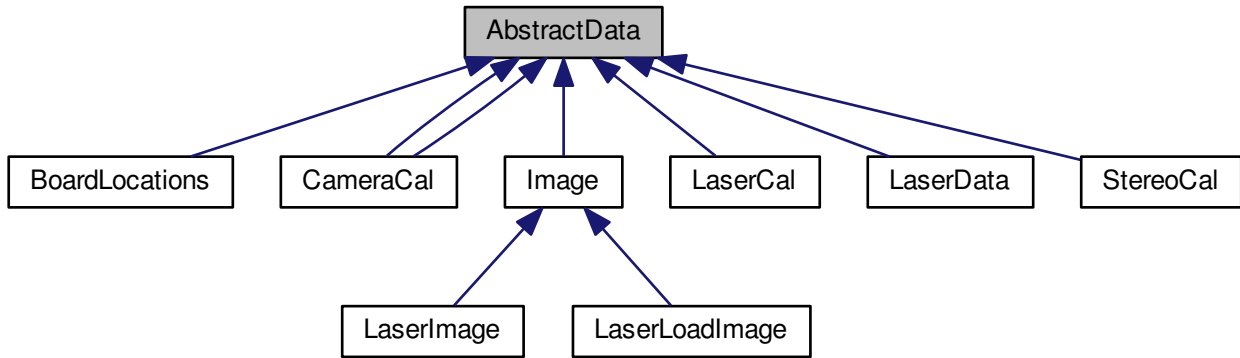 AbstractData
BoardLocations
CameraCal
Image
LaserCal
LaserData
StereoCal
LaserImage
LaserLoadImage